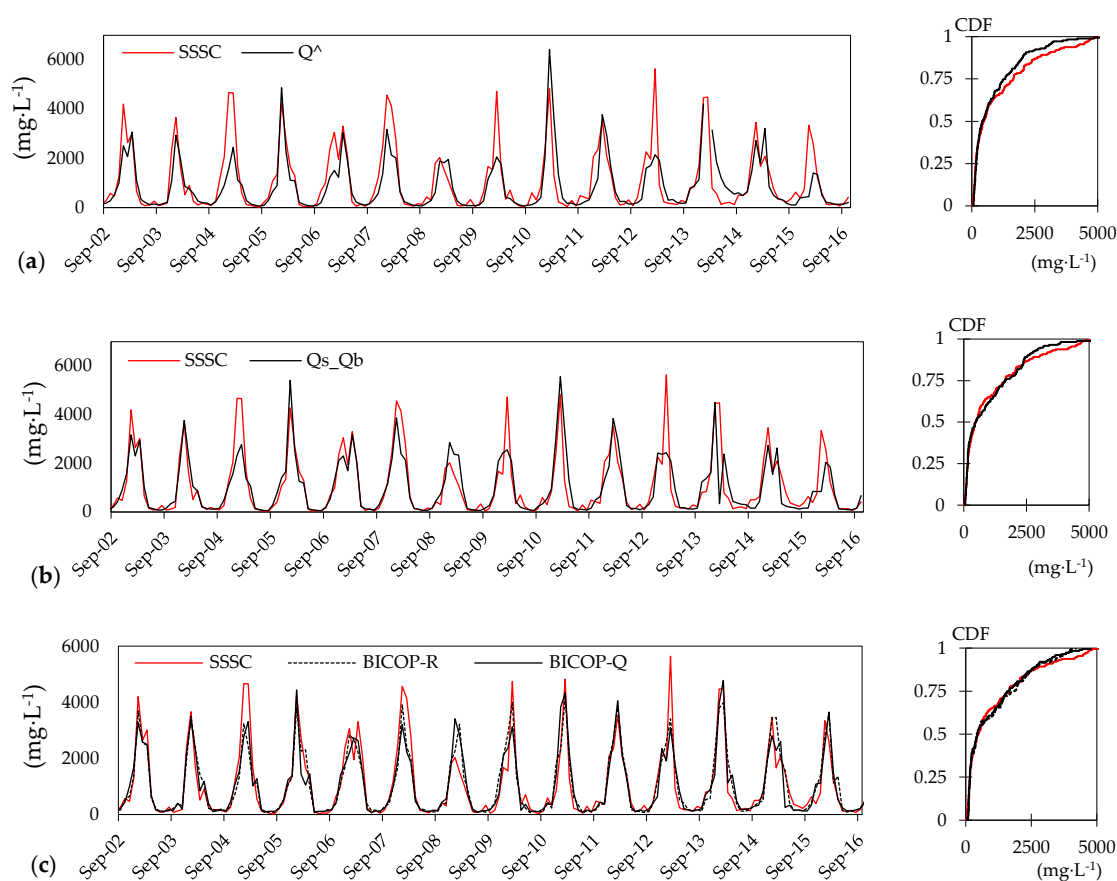 SSSC Q^
(mg·L-1)
6000
4000
2000
0
Sep-02
Sep-03
Sep-04
Sep-05
Sep-06
Sep-07
Sep-08
Sep-09
Sep-10
Sep-11
Sep-12
Sep-13
Sep-14
Sep-15
Sep-16
(a)
CDF
1
0.75
0.5
0.25
0
0 2500 5000
(mg·L-1)
SSSC Qs_Qb
(mg·L-1)
6000
4000
2000
0
Sep-02
Sep-03
Sep-04
Sep-05
Sep-06
Sep-07
Sep-08
Sep-09
Sep-10
Sep-11
Sep-12
Sep-13
Sep-14
Sep-15
Sep-16
(b)
CDF
1
0.75
0.5
0.25
0
0 2500 5000
(mg·L-1)
SSSC BICOP-R BICOP-Q
(mg·L-1)
6000
4000
2000
0
Sep-02
Sep-03
Sep-04
Sep-05
Sep-06
Sep-07
Sep-08
Sep-09
Sep-10
Sep-11
Sep-12
Sep-13
Sep-14
Sep-15
Sep-16
(c)
CDF
1
0.75
0.5
0.25
0
0 2500 5000
(mg·L-1)